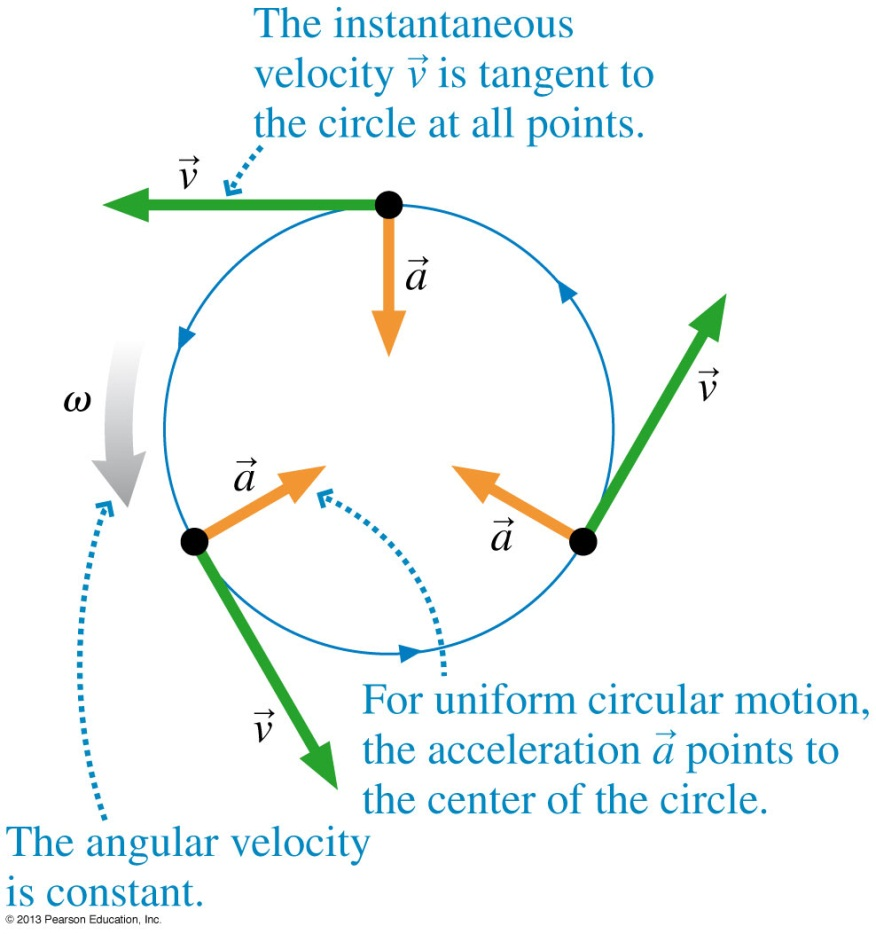 The instantaneous
velocity v⃗ is tangent to
the circle at all points.
v⃗
a⃗
v⃗
ω
a⃗
a⃗
v⃗
For uniform circular motion,
the acceleration a⃗ points to
the center of the circle.
The angular velocity
is constant.
© 2013 Pearson Education, Inc.